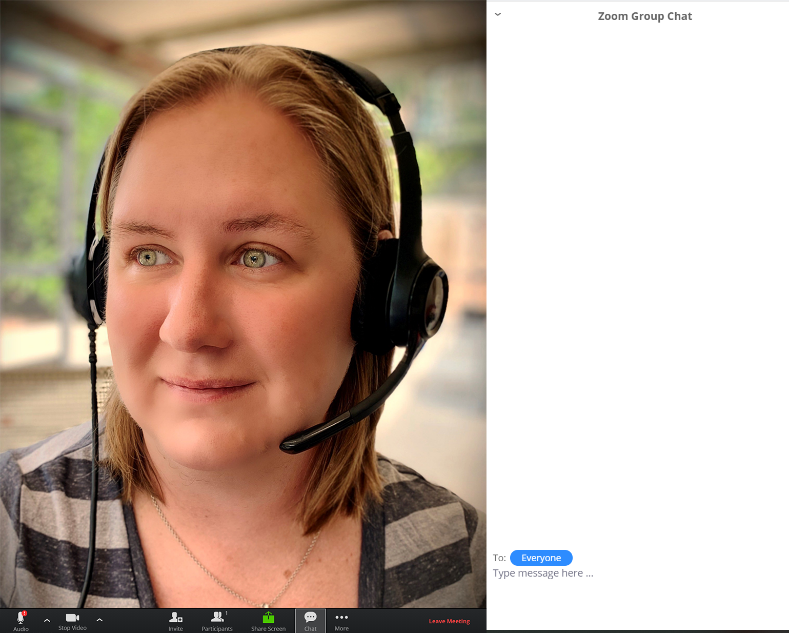 Zoom Group Chat
To: Everyone
Type message here ...
Audio
Stop Video
Invite
Participants
1
Share Screen
Chat
More
Leave Meeting